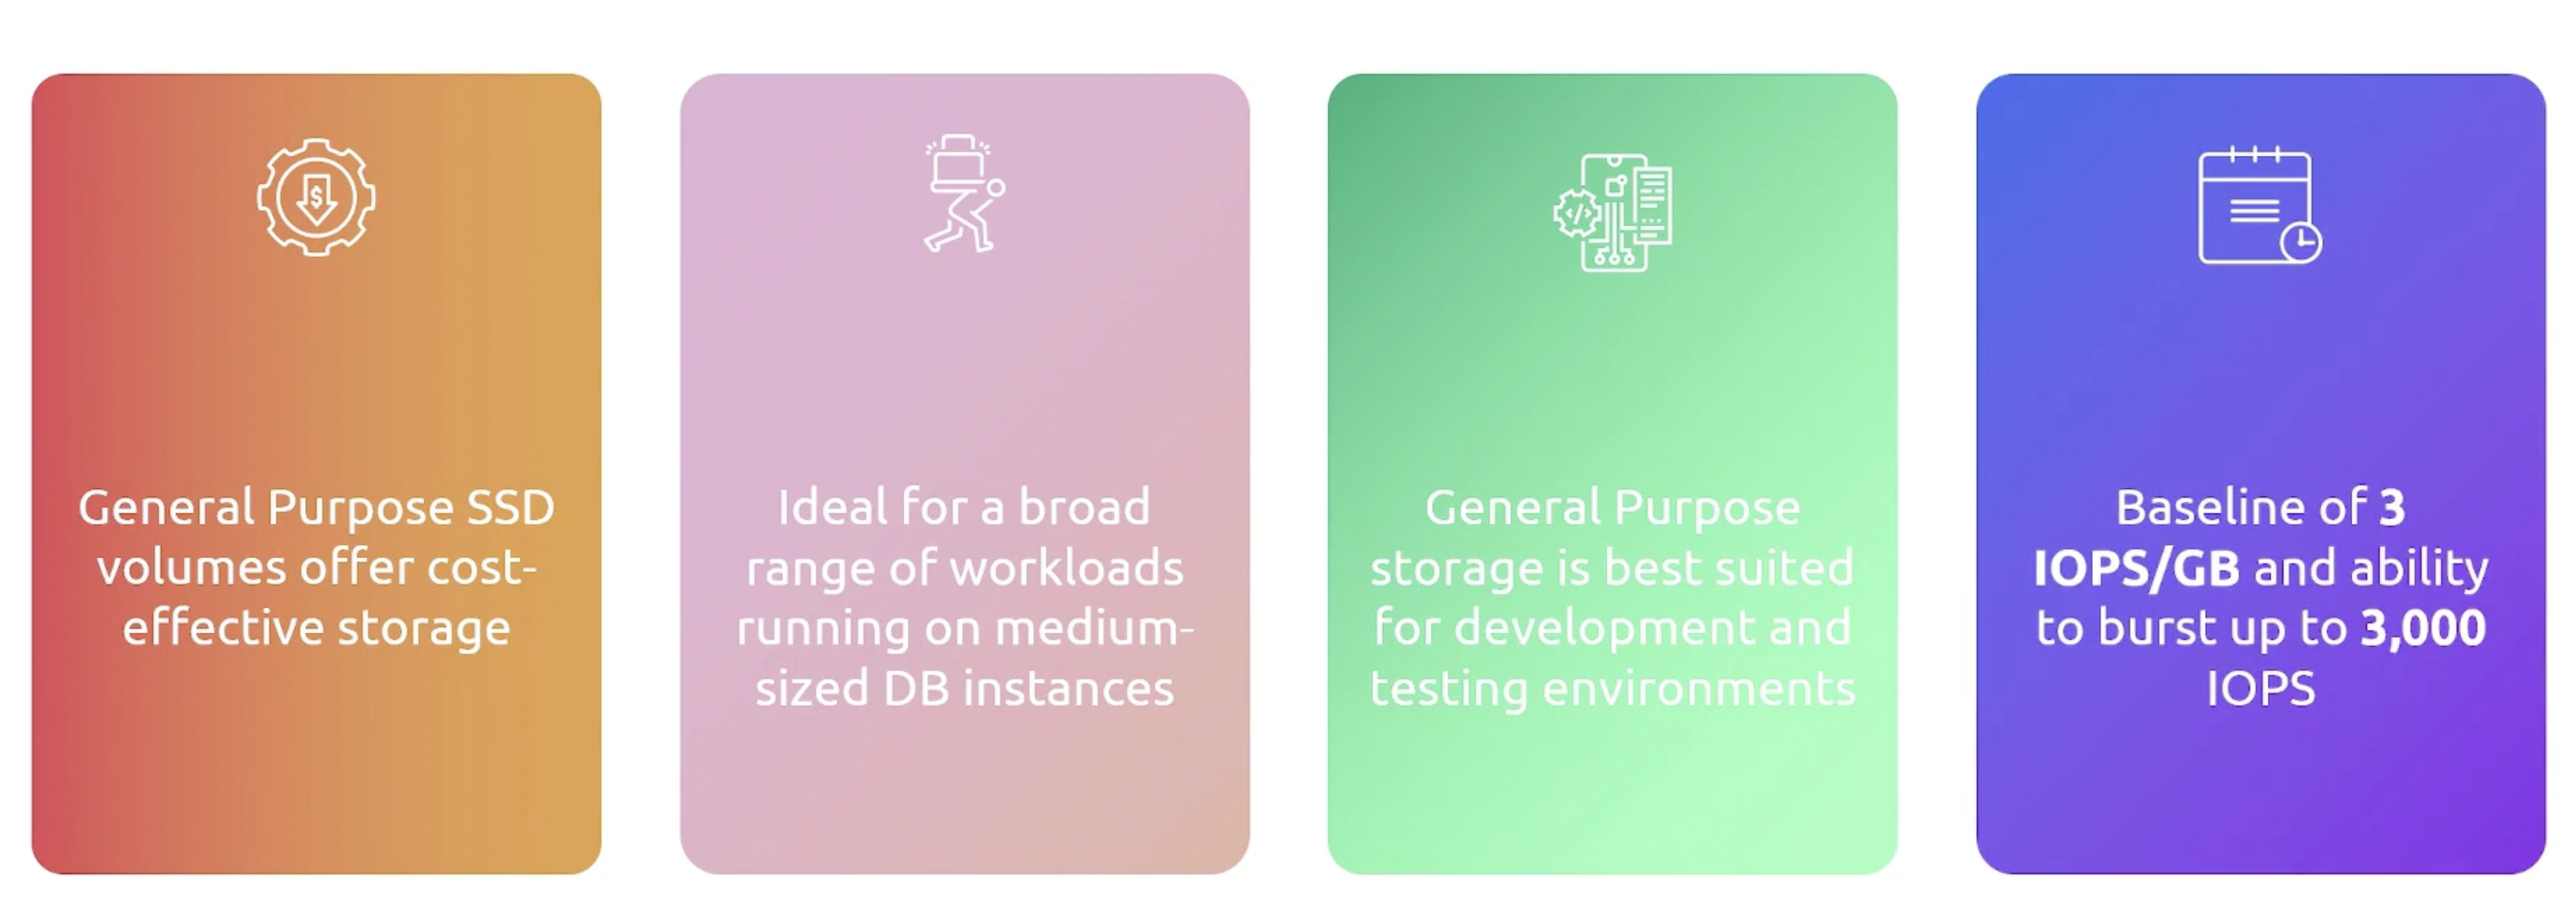 General Purpose SSD
volumes offer cost-
effective storage
Ideal for a broad
range of workloads
running on medium-
sized DB instances
General Purpose
storage is best suited
for development and
testing environments
Baseline of 3
IOPS/GB and ability
to burst up to 3,000
IOPS